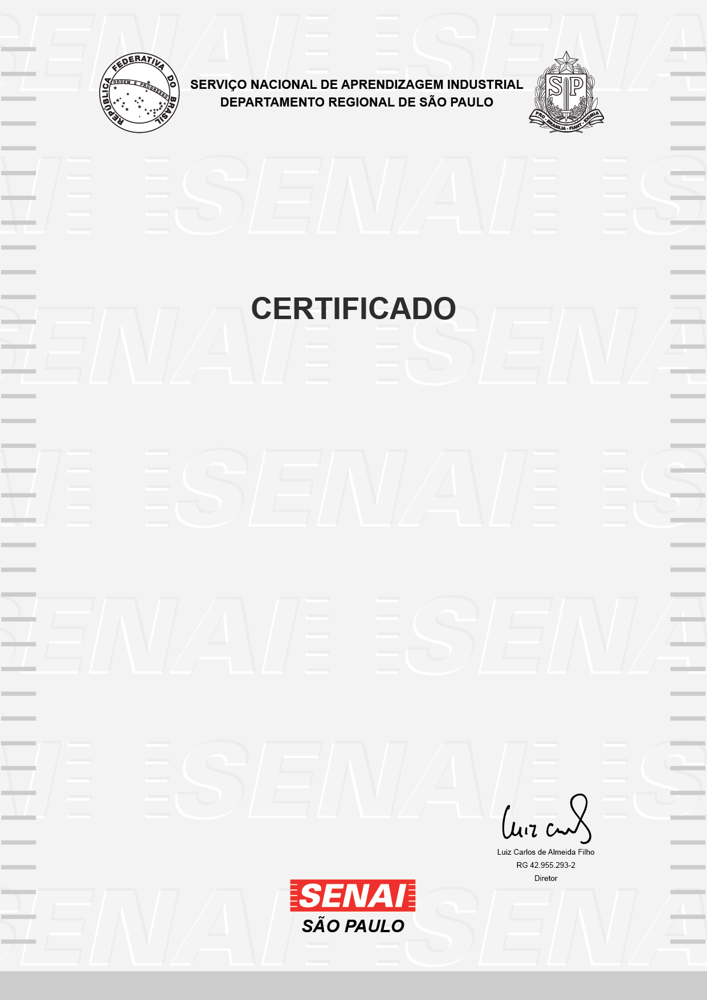 REPÚBLICA FEDERATIVA DO BRASIL
ORDEM E PROGRESSO
SERVIÇO NACIONAL DE APRENDIZAGEM INDUSTRIAL
DEPARTAMENTO REGIONAL DE SÃO PAULO
SP
PRO - BRASILIA - FIANT - EXIMIA
CERTIFICADO
Luiz Carlos de Almeida Filho
RG 42.955.293-2
Diretor
SENAI
SÃO PAULO